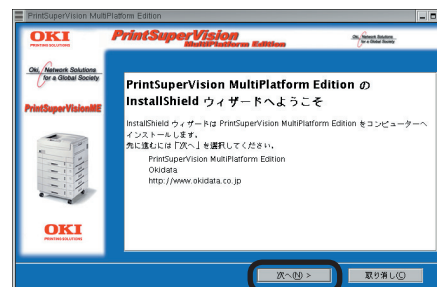 PrintSuperVision MultiPlatform Edition
OKI
PRINTING SOLUTIONS
PrintSuperVision
MultiPlatform Edition
Oki, Network Solutions
for a Global Society
Oki, Network Solutions
for a Global Society
PrintSuperVisionME
OKI
PRINTING SOLUTIONS
PrintSuperVision MultiPlatform Edition の
InstallShield ウィザードへようこそ
InstallShield ウィザードは PrintSuperVision MultiPlatform Edition をコンピューターへ
インストールします。
先に進むには「次へ」を選択してください。
PrintSuperVision MultiPlatform Edition
Okidata
http://www.okidata.co.jp
次へ(N) >
取り消し(C)